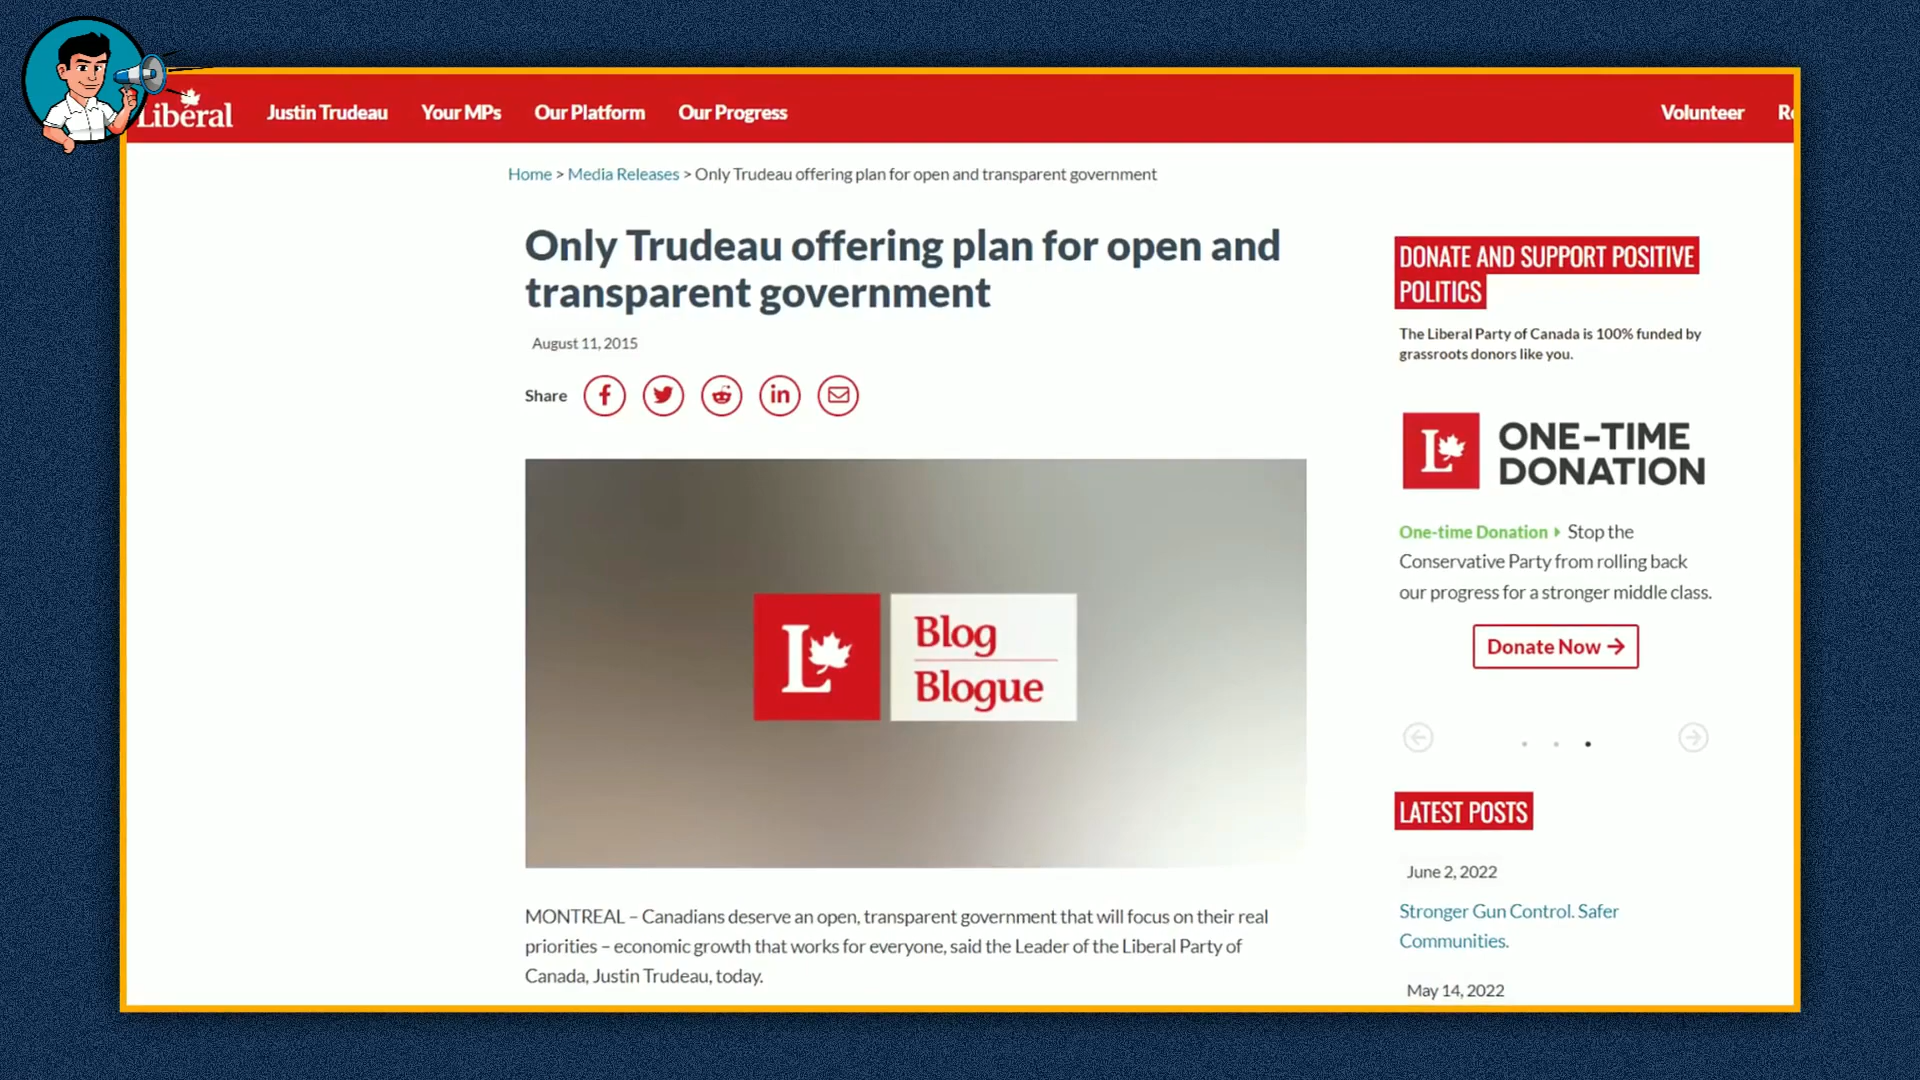 Liberal
Justin Trudeau
Your MPs
Our Platform
Our Progress
Volunteer
Home > Media Releases > Only Trudeau offering plan for open and transparent government
Only Trudeau offering plan for open and
transparent government
August 11, 2015
Share
L
Blog
Blogue
MONTREAL – Canadians deserve an open, transparent government that will focus on their real
priorities – economic growth that works for everyone, said the Leader of the Liberal Party of
Canada, Justin Trudeau, today.
DONATE AND SUPPORT POSITIVE
POLITICS
The Liberal Party of Canada is 100% funded by
grassroots donors like you.
L
ONE-TIME
DONATION
One-time Donation Stop the
Conservative Party from rolling back
our progress for a stronger middle class.
Donate Now →
LATEST POSTS
June 2, 2022
Stronger Gun Control. Safer
Communities.
May 14, 2022